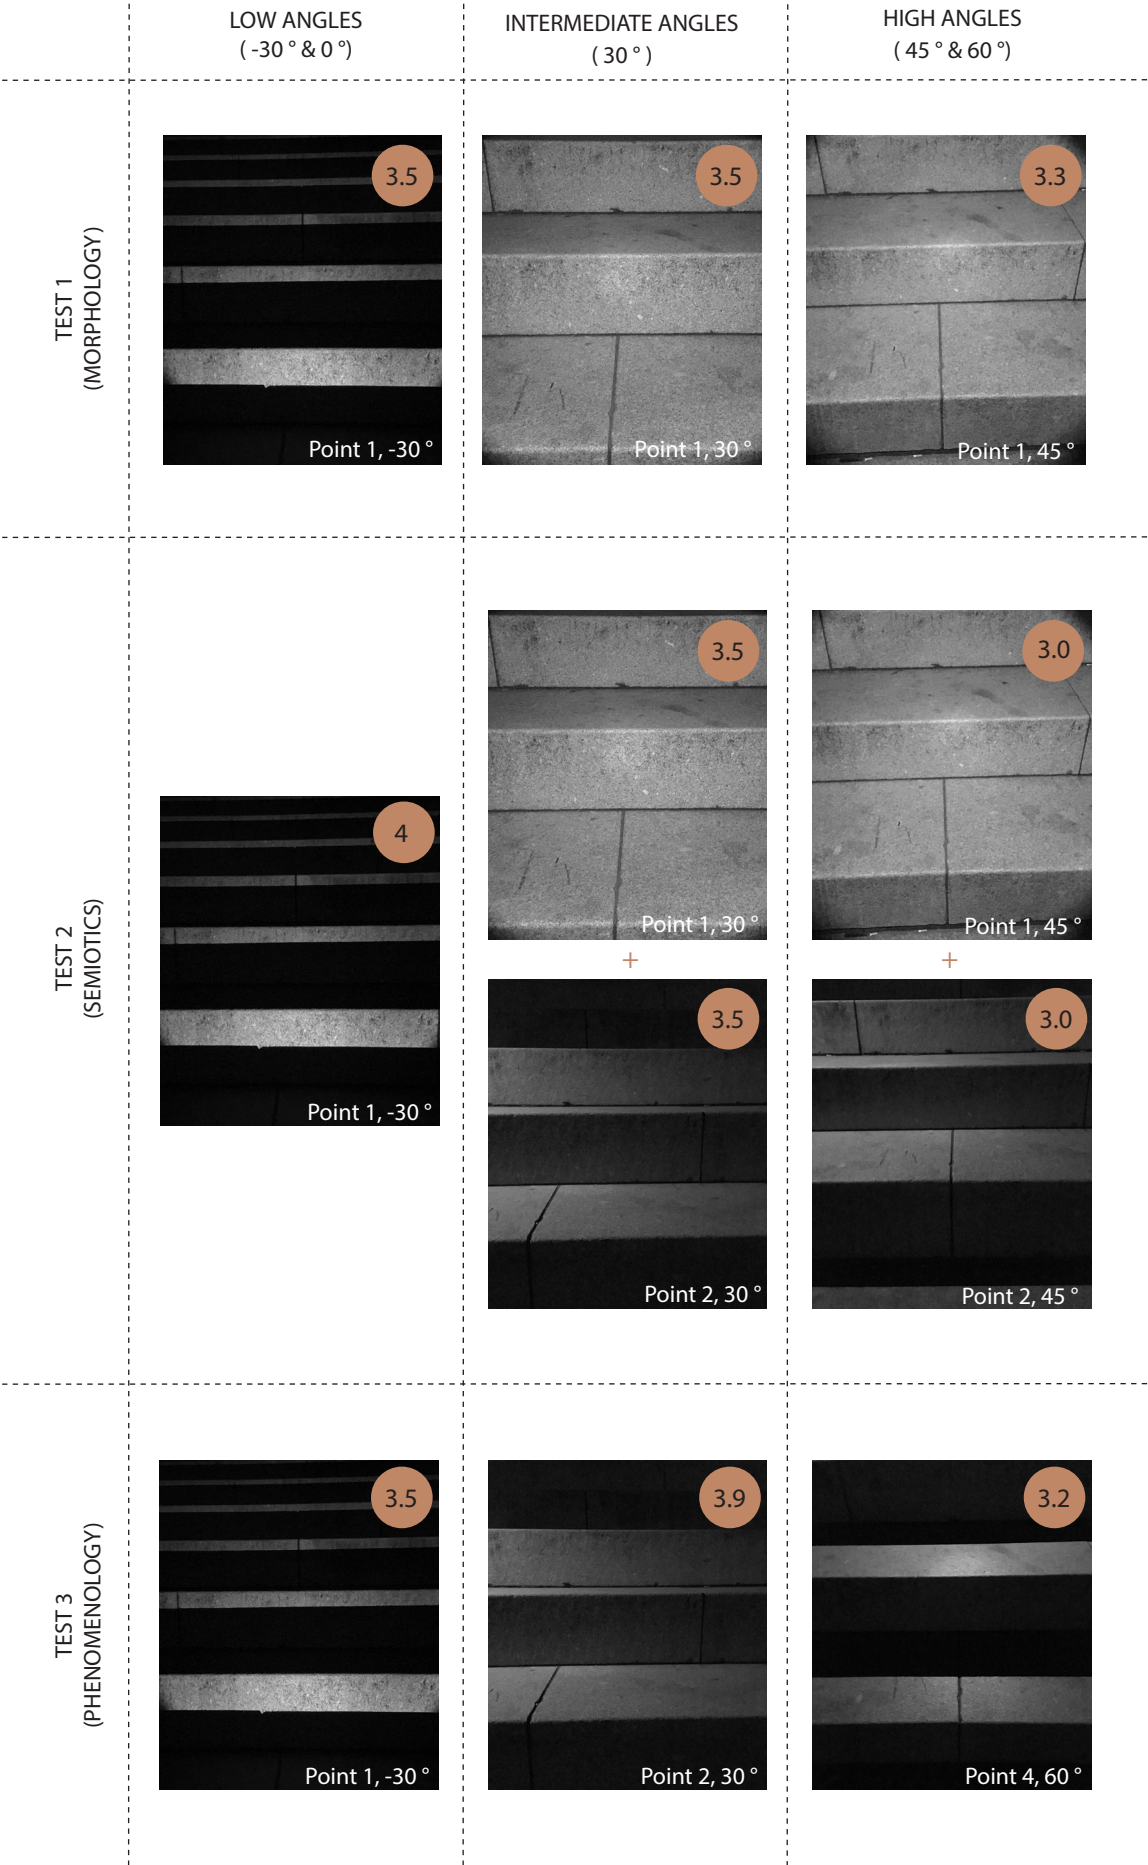 LOW ANGLES
( -30 ° & 0 °)
INTERMEDIATE ANGLES
( 30 ° )
HIGH ANGLES
( 45 ° & 60 °)
TEST 1
(MORPHOLOGY)
3.5
Point 1, -30 °
3.5
Point 1, 30 °
3.3
Point 1, 45 °
TEST 2
(SEMIOTICS)
4
Point 1, -30 °
3.5
Point 1, 30 °
+
3.5
Point 2, 30 °
3.0
Point 1, 45 °
+
3.0
Point 2, 45 °
TEST 3
(PHENOMENOLOGY)
3.5
Point 1, -30 °
3.9
Point 2, 30 °
3.2
Point 4, 60 °